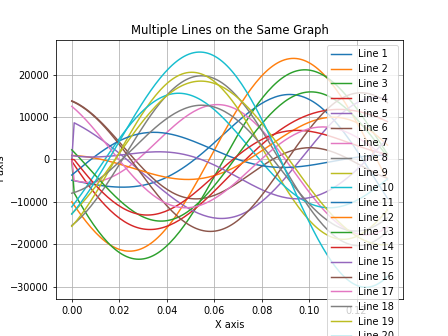 Multiple Lines on the Same Graph
20000
10000
0
−10000
−20000
−30000
0.00
0.02
0.04
0.06
0.08
0.10
X axis
Line 1
Line 2
Line 3
Line 4
Line 5
Line 6
Line 7
Line 8
Line 9
Line 10
Line 11
Line 12
Line 13
Line 14
Line 15
Line 16
Line 17
Line 18
Line 19
Line 20